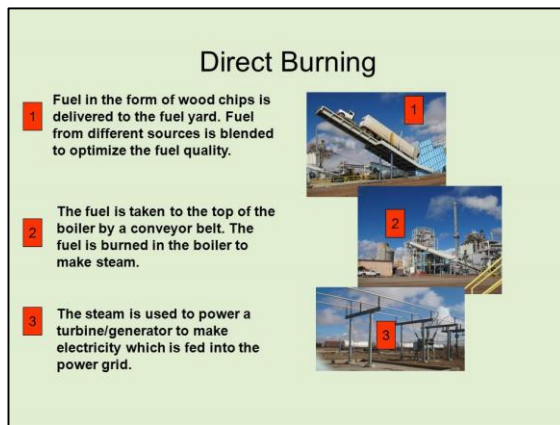 Direct Burning
1
Fuel in the form of wood chips is
delivered to the fuel yard. Fuel
from different sources is blended
to optimize the fuel quality.
1
2
The fuel is taken to the top of the
boiler by a conveyor belt. The
fuel is burned in the boiler to
make steam.
2
3
The steam is used to power a
turbine/generator to make
electricity which is fed into the
power grid.
3